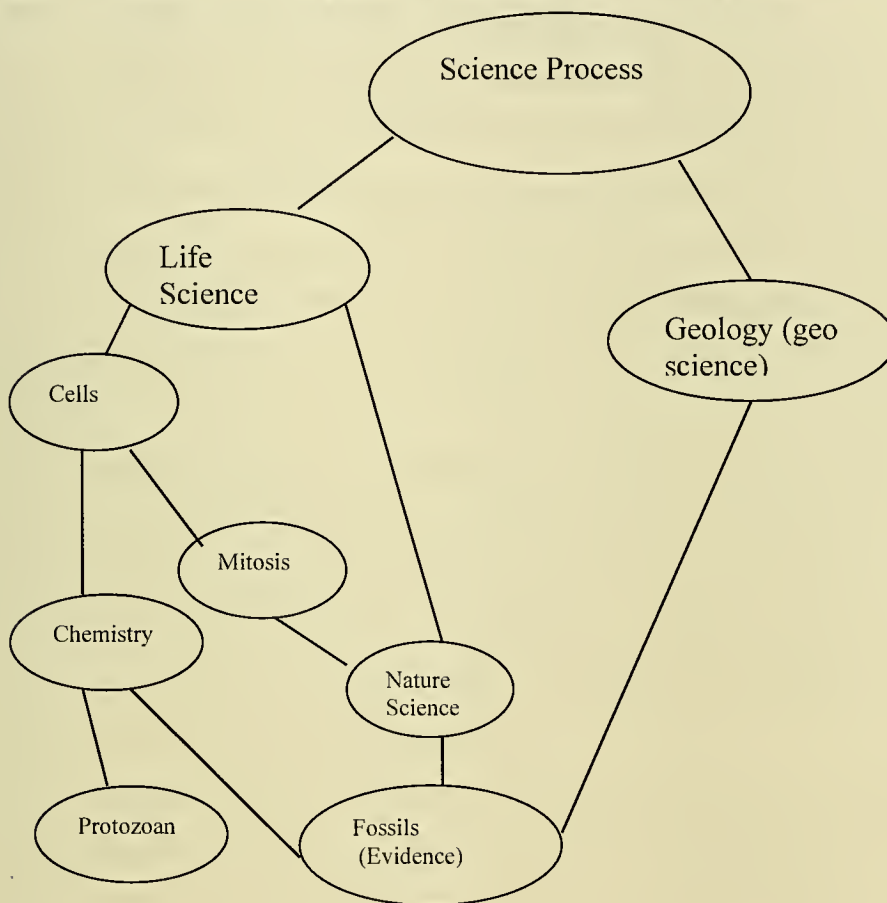 Science Process
Life
Science
Geology (geo
science)
Cells
Mitosis
Chemistry
Nature
Science
Protozoan
Fossils
(Evidence)